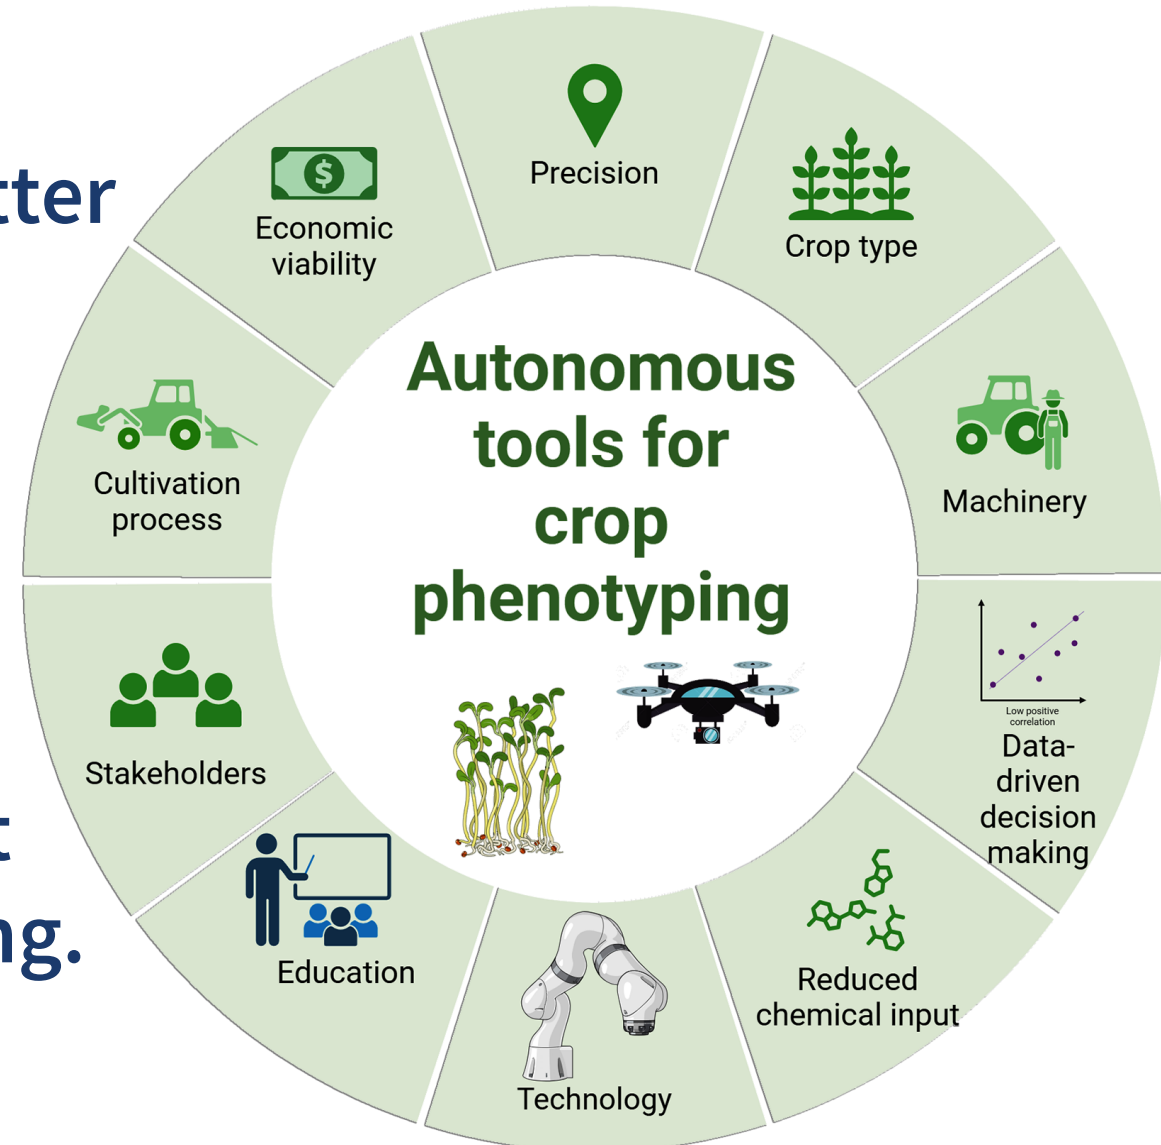 tter
t
ng.
Precision
Crop type
Machinery
Low positive
correlation
Data-
driven
decision
making
Reduced
chemical input
Technology
Education
Stakeholders
Cultivation
process
Economic
viability
Autonomous
tools for
crop
phenotyping